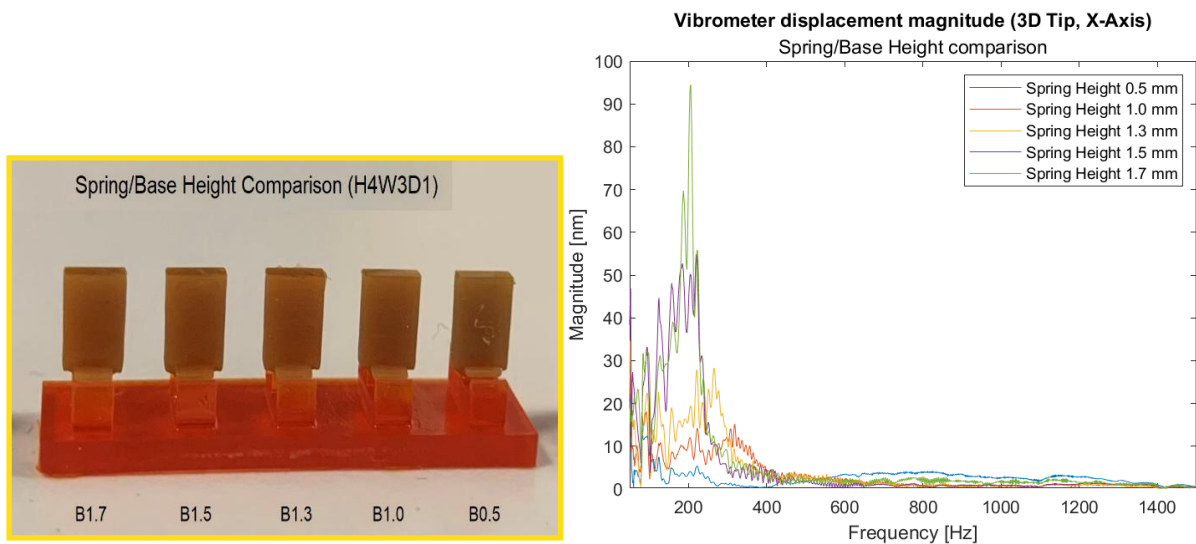 Spring/Base Height Comparison (H4W3D1)
B1.7 B1.5 B1.3 B1.0 B0.5
Vibrometer displacement magnitude (3D Tip, X-Axis)
Spring/Base Height comparison
100
90
80
70
60
50
40
30
20
10
0
Magnitude [nm]
Spring Height 0.5 mm
Spring Height 1.0 mm
Spring Height 1.3 mm
Spring Height 1.5 mm
Spring Height 1.7 mm
200 400 600 800 1000 1200 1400
Frequency [Hz]